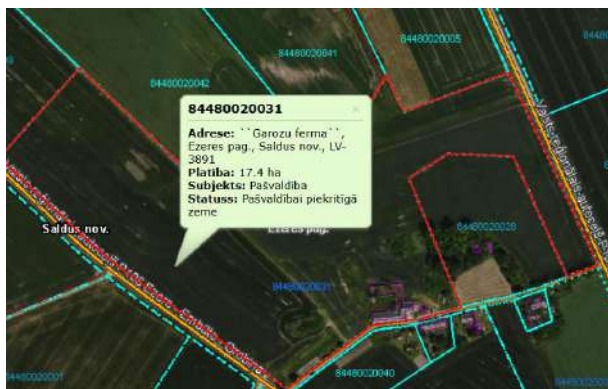 84480020005
84480020041
84480020042
84480020031
Adrese: ``Garozu ferma``,
Ezeres pag., Saldus nov., LV-
3891
Platība: 17.4 ha
Subjekts: Pašvaldība
Statuss: Pašvaldībai piekritīgā
zeme
Saldus nov.
Ezeres pag.
84480020028
84480020031
84480020040
84480020001